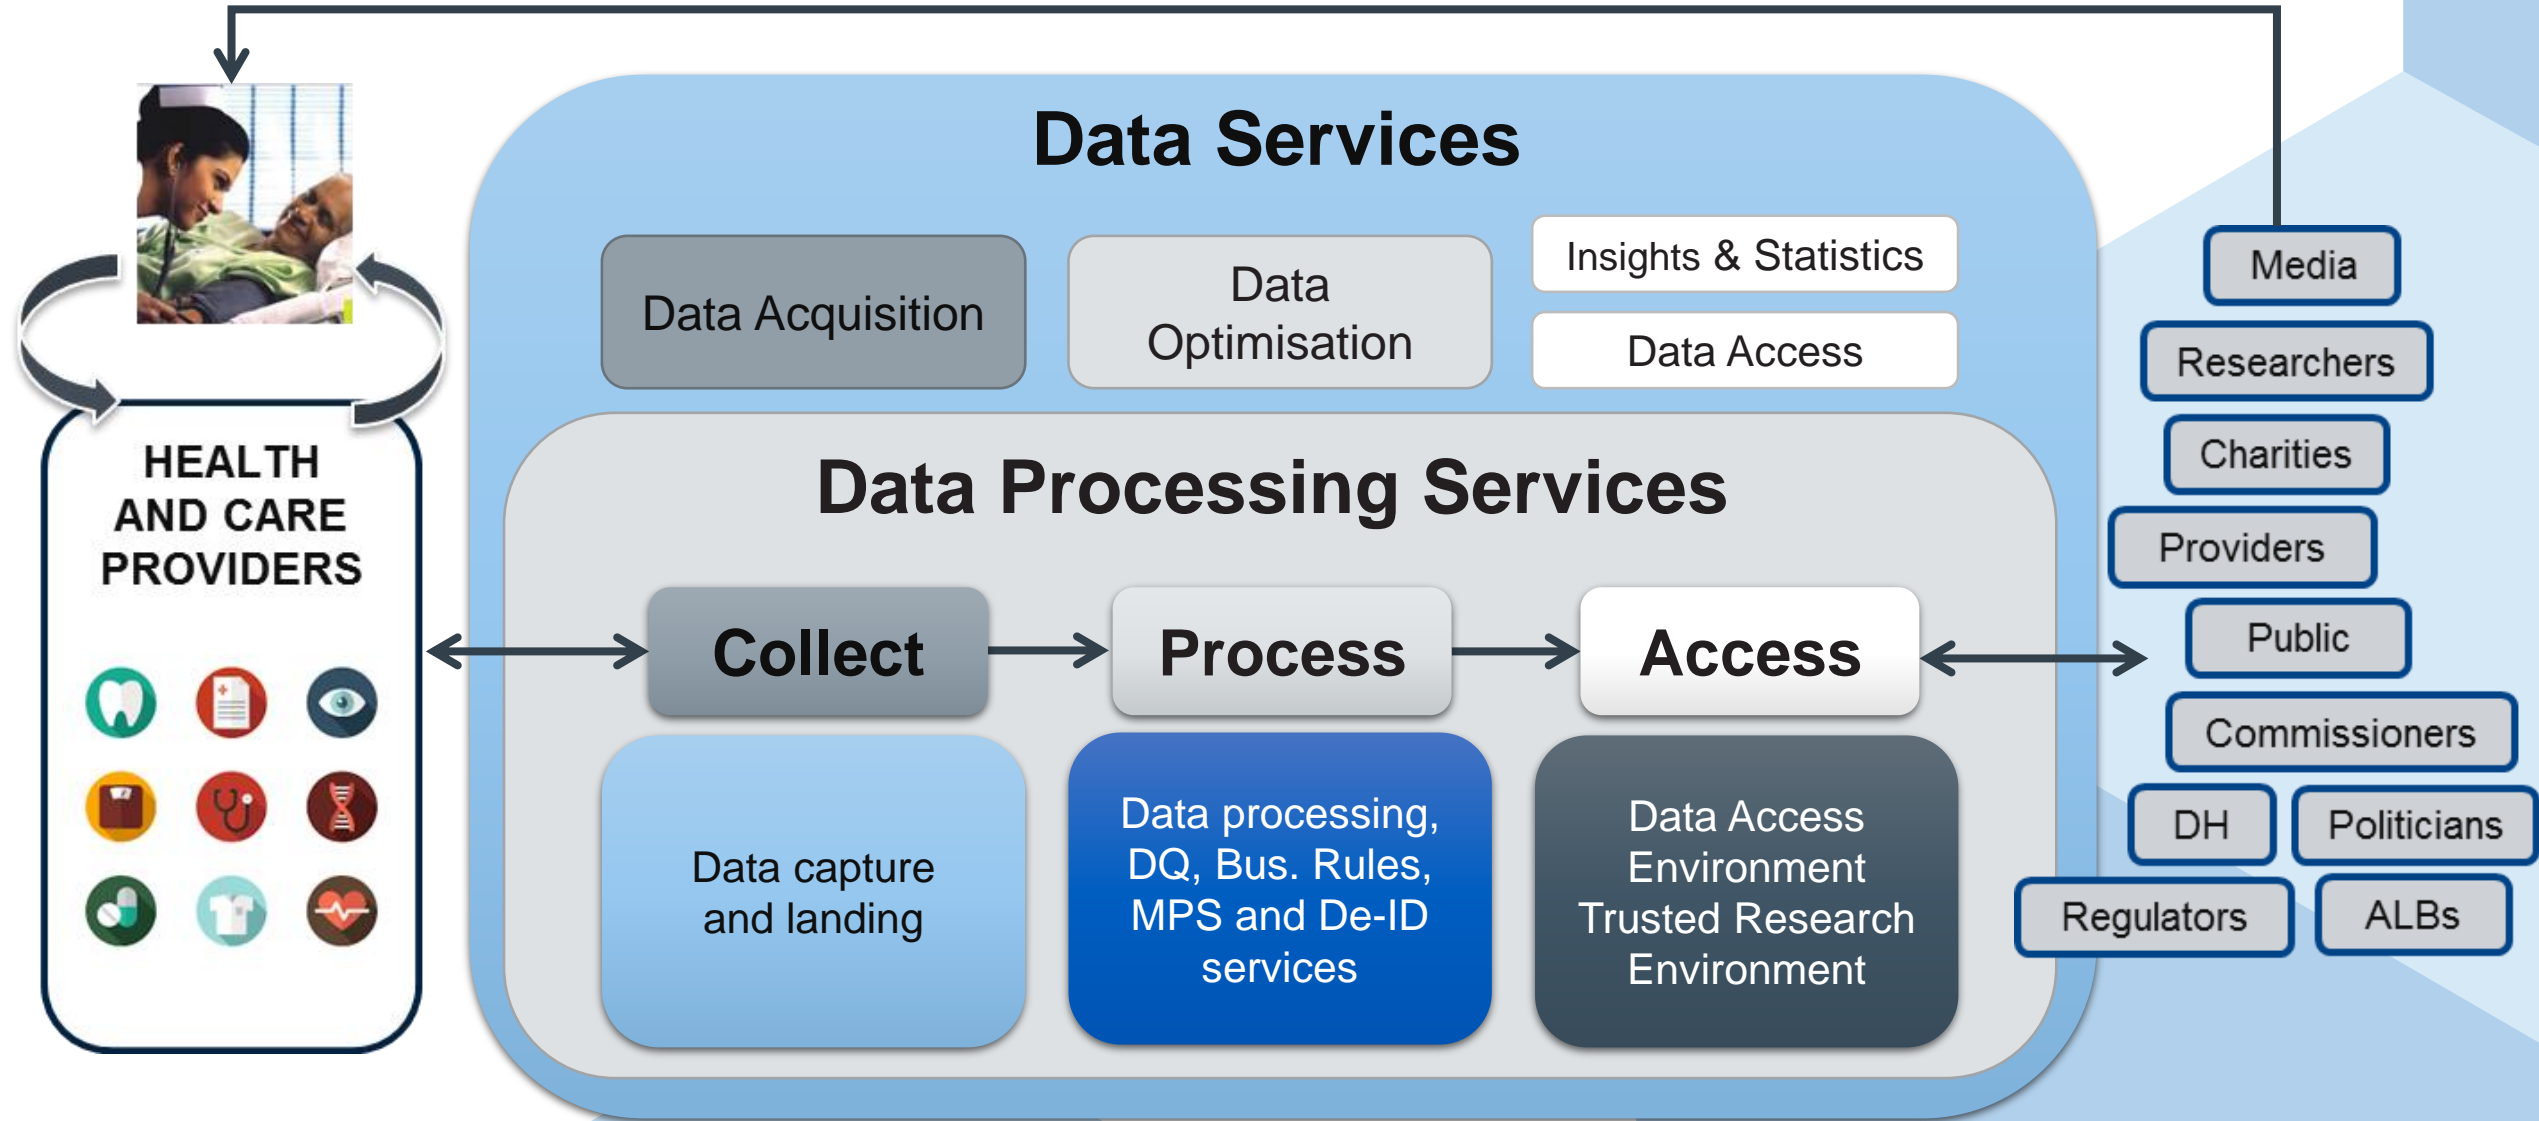 Data Services
Data Acquisition
Data
Optimisation
Insights & Statistics
Data Access
HEALTH
AND CARE
PROVIDERS
Data Processing Services
Collect
Process
Access
Data capture
and landing
Data processing,
DQ, Bus. Rules,
MPS and De-ID
services
Data Access
Environment
Trusted Research
Environment
Media
Researchers
Charities
Providers
Public
Commissioners
DH
Politicians
Regulators
ALBs